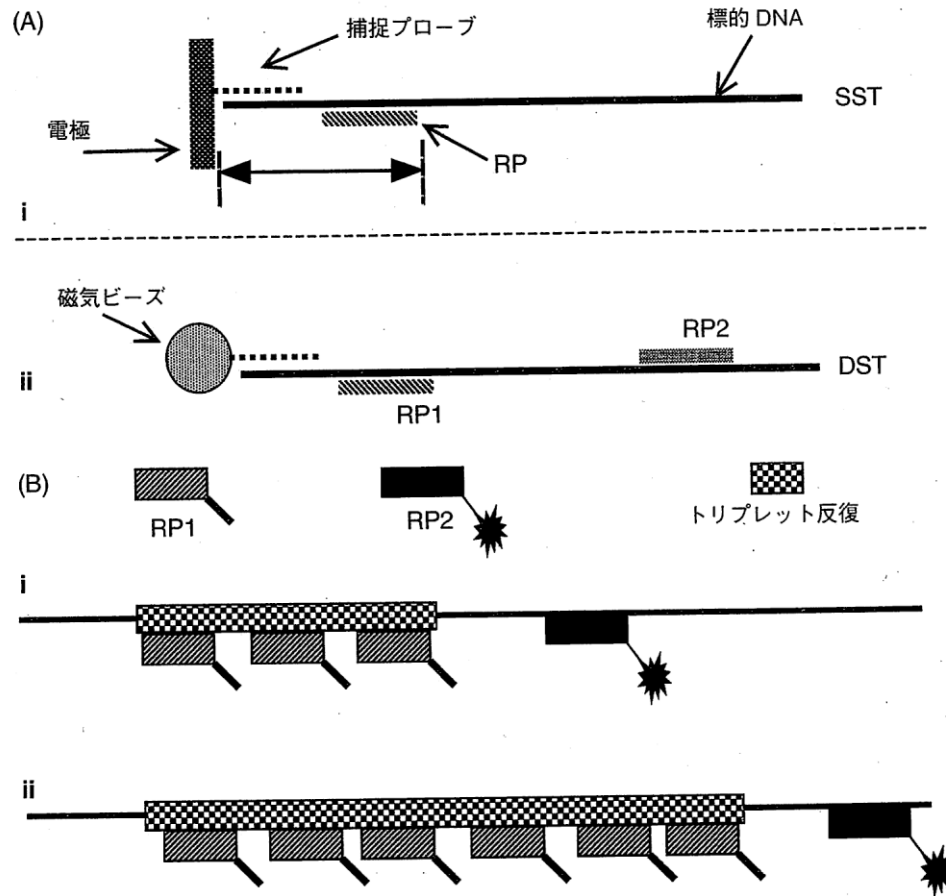 (A)
捕捉プローブ
標的 DNA
SST
電極
RP
i
磁気ビーズ
RP2
ii
DST
RP1
(B)
RP1
RP2
トリプレット反復
i
ii